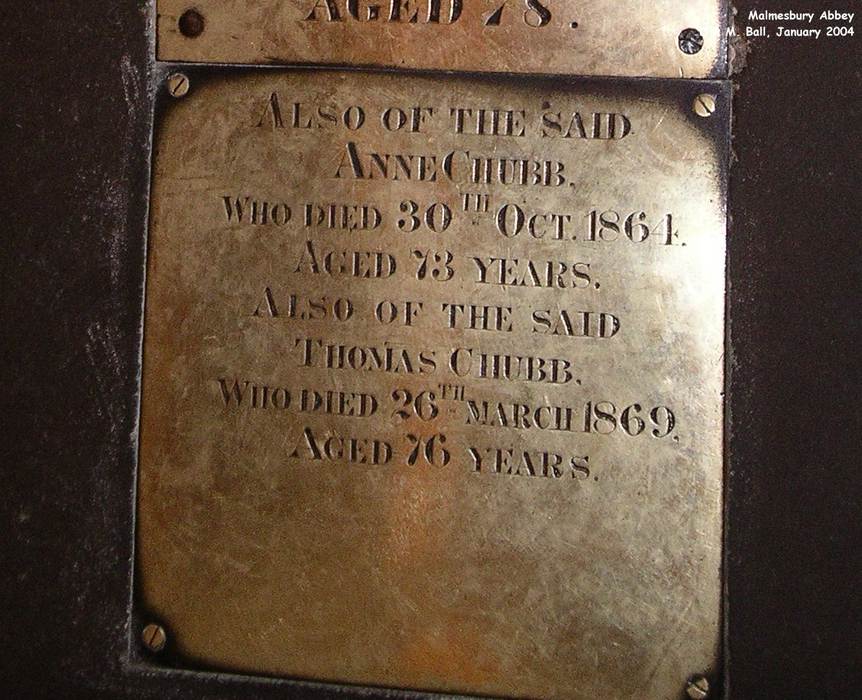 Malmesbury Abbey
M. Ball, January 2004
AGED 78.
ALSO OF THE SAID
ANNE CHUBB,
WHO DIED 30TH OCT. 1864.
AGED 73 YEARS.
ALSO OF THE SAID
THOMAS CHUBB,
WHO DIED 26TH MARCH 1869,
AGED 76 YEARS.